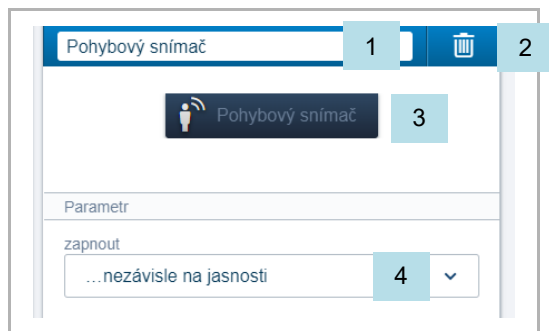 Pohybový snímač 1 2
Pohybový snímač 3
Parametr
zapnout
...nezávisle na jasnosti 4